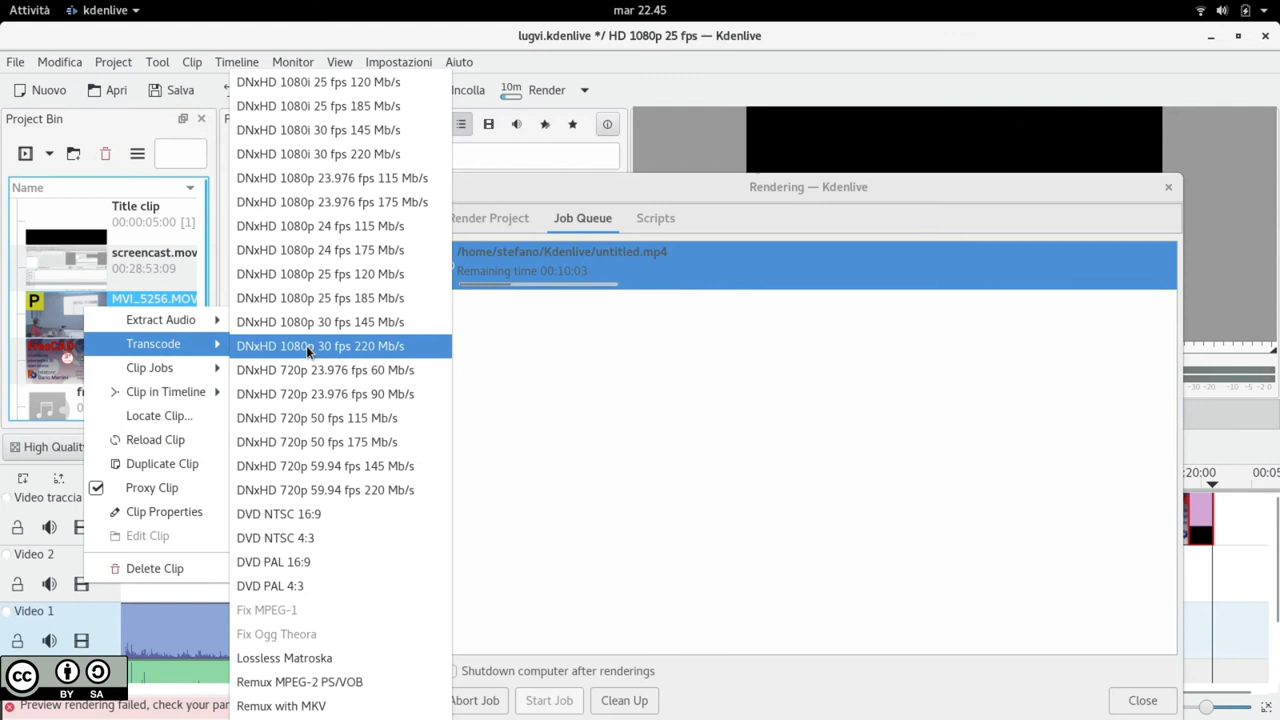 Attività kdenlive mar 22.45
lugvi.kdenlive */ HD 1080p 25 fps — Kdenlive
File Modifica Project Tool Clip Timeline Monitor View Impostazioni Aiuto
Nuovo Apri Salva Incolla 10m Render
Project Bin
Name
Title clip
00:00:05:00 [1]
screencast.mov
00:28:53:09
P
MVI_5256.MOV
High Quality
Extract Audio
Transcode
Clip Jobs
Clip in Timeline
Locate Clip...
Reload Clip
Duplicate Clip
Proxy Clip
Clip Properties
Edit Clip
Delete Clip
DNxHD 1080i 25 fps 120 Mb/s
DNxHD 1080i 25 fps 185 Mb/s
DNxHD 1080i 30 fps 145 Mb/s
DNxHD 1080i 30 fps 220 Mb/s
DNxHD 1080p 23.976 fps 115 Mb/s
DNxHD 1080p 23.976 fps 175 Mb/s
DNxHD 1080p 24 fps 115 Mb/s
DNxHD 1080p 24 fps 175 Mb/s
DNxHD 1080p 25 fps 120 Mb/s
DNxHD 1080p 25 fps 185 Mb/s
DNxHD 1080p 30 fps 145 Mb/s
DNxHD 1080p 30 fps 220 Mb/s
DNxHD 720p 23.976 fps 60 Mb/s
DNxHD 720p 23.976 fps 90 Mb/s
DNxHD 720p 50 fps 115 Mb/s
DNxHD 720p 50 fps 175 Mb/s
DNxHD 720p 59.94 fps 145 Mb/s
DNxHD 720p 59.94 fps 220 Mb/s
DVD NTSC 16:9
DVD NTSC 4:3
DVD PAL 16:9
DVD PAL 4:3
Fix MPEG-1
Fix Ogg Theora
Lossless Matroska
Remux MPEG-2 PS/VOB
Remux with MKV
Rendering — Kdenlive
Render Project Job Queue Scripts
/home/stefano/Kdenlive/untitled.mp4
Remaining time 00:10:03
Shutdown computer after renderings
Abort Job Start Job Clean Up Close
-30 -20 -10 -5 -2 0
:20:00 00:05
Video traccia
Video 2
Video 1
cc BY SA
Preview rendering failed, check your par